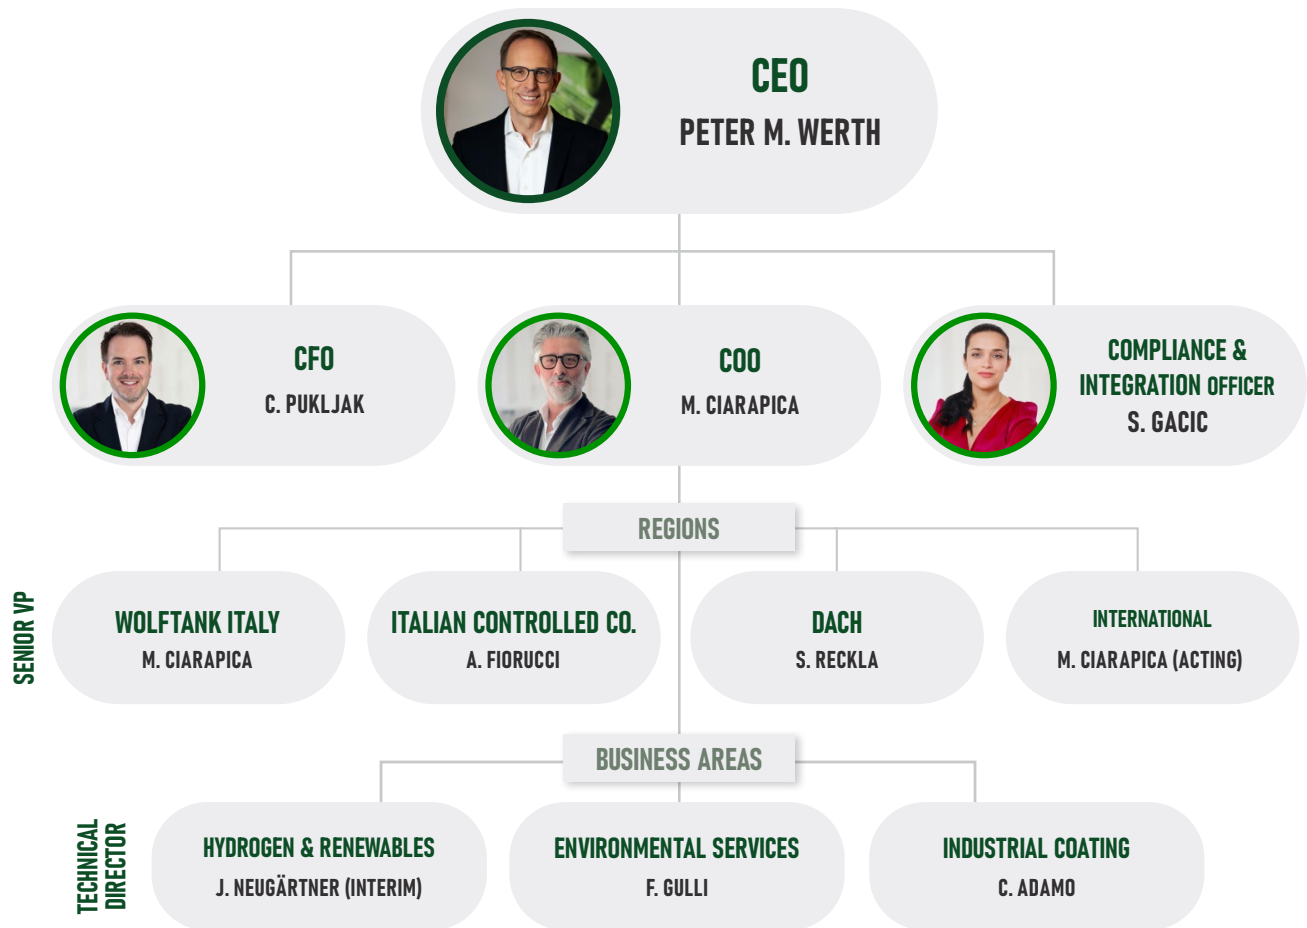 CEO
PETER M. WERTH
CFO
C. PUKLJAK
COO
M. CIARAPICA
COMPLIANCE &
INTEGRATION OFFICER
S. GACIC
REGIONS
SENIOR VP
WOLFTANK ITALY
M. CIARAPICA
ITALIAN CONTROLLED CO.
A. FIORUCCI
DACH
S. RECKLA
INTERNATIONAL
M. CIARAPICA (ACTING)
BUSINESS AREAS
TECHNICAL
DIRECTOR
HYDROGEN & RENEWABLES
J. NEUGÄRTNER (INTERIM)
ENVIRONMENTAL SERVICES
F. GULLI
INDUSTRIAL COATING
C. ADAMO